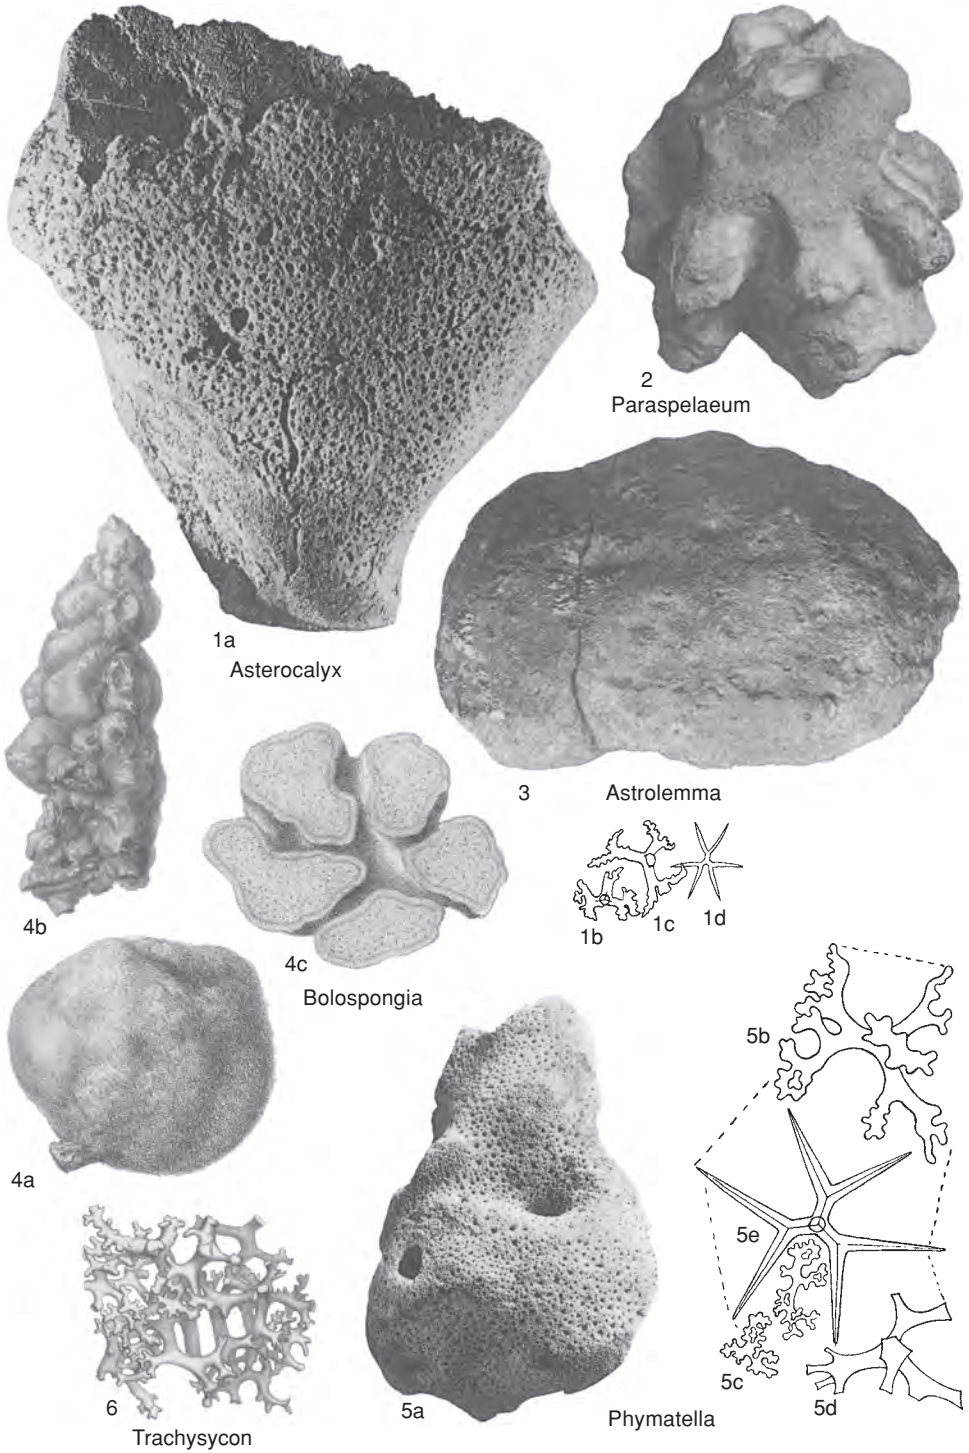 2
Paraspelaeum
1a
Asterocalyx
3
Astrolemma
4b
1b
1c
1d
4c
Bolospongia
5b
4a
5e
5c
5d
6
Trachysycon
5a
Phymatella